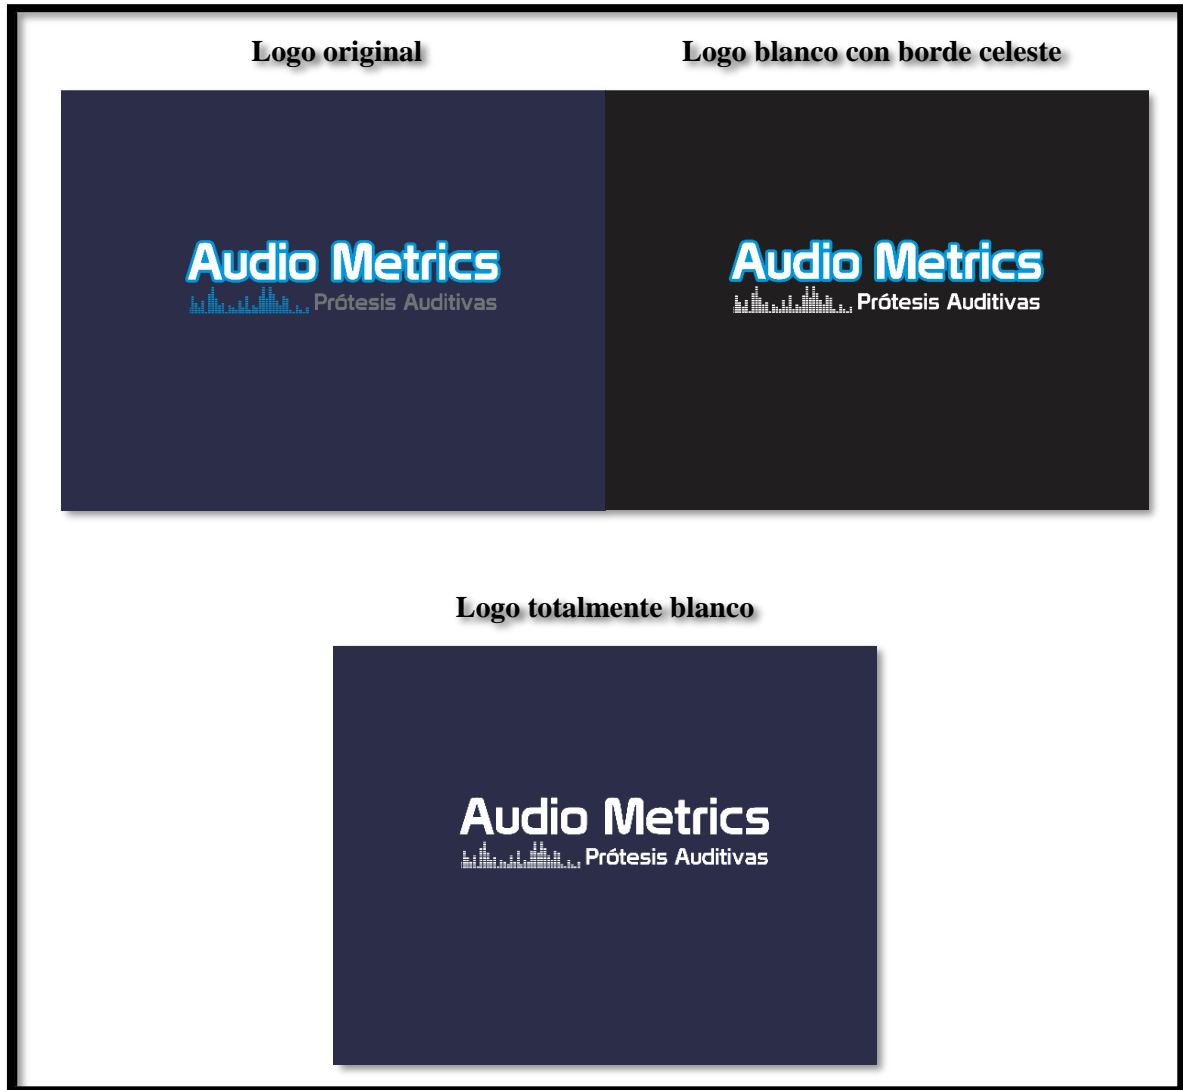 Logo original
Logo blanco con borde celeste
Audio Metrics
Prótesis Auditivas
Audio Metrics
Prótesis Auditivas
Logo totalmente blanco
Audio Metrics
Prótesis Auditivas